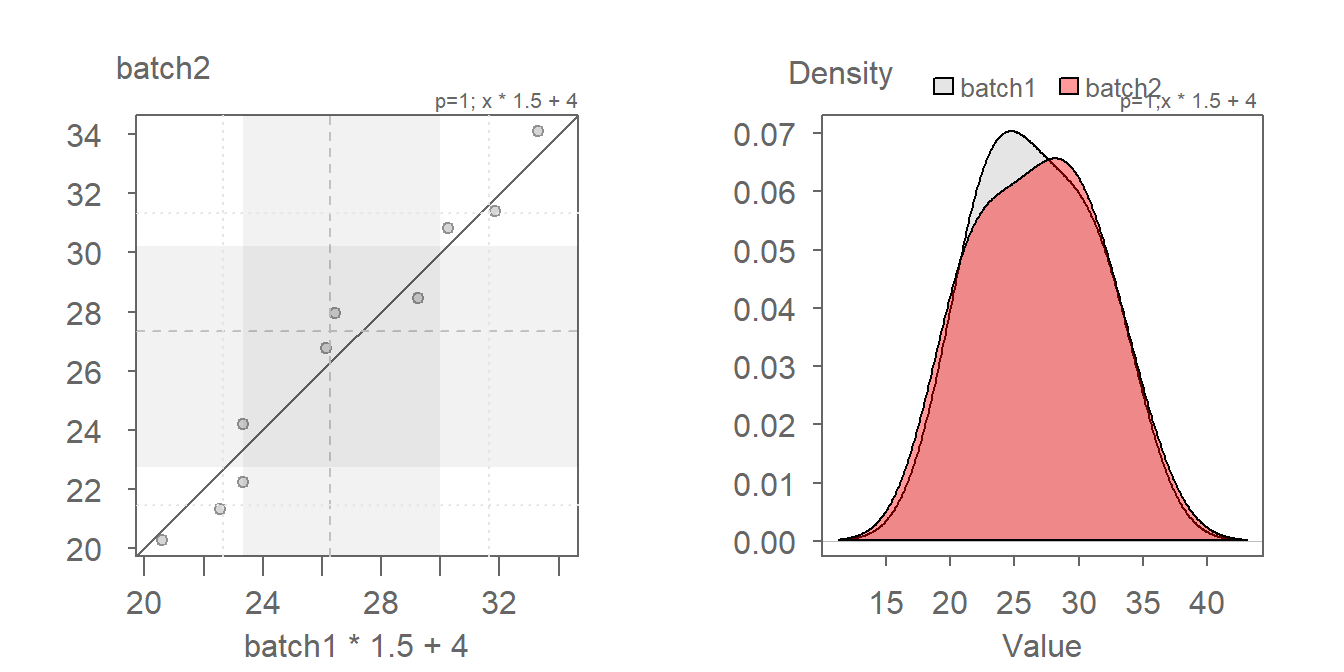 batch2
p=1; x * 1.5 + 4
34
32
30
28
26
24
22
20
20 24 28 32
batch1 * 1.5 + 4
Density
batch1 batch2
p=1; x * 1.5 + 4
0.07
0.06
0.05
0.04
0.03
0.02
0.01
0.00
15 20 25 30 35 40
Value